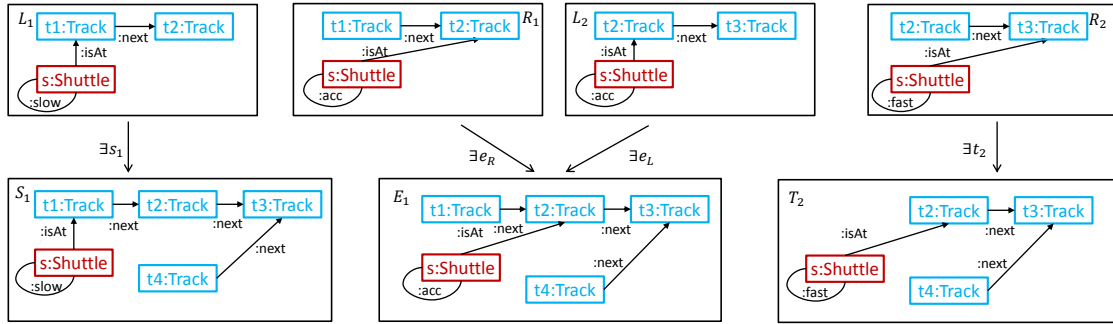 L1
t1:Track
:next
t2:Track
:isAt
s:Shuttle
:slow
R1
t1:Track
:next
t2:Track
:isAt
s:Shuttle
:acc
L2
t2:Track
:next
t3:Track
:isAt
s:Shuttle
:acc
R2
t2:Track
:next
t3:Track
:isAt
s:Shuttle
:fast
∃s1
∃eR
∃eL
∃t2
S1
t1:Track
:next
t2:Track
:next
t3:Track
:isAt
:next
s:Shuttle
:slow
t4:Track
E1
t1:Track
:next
t2:Track
:next
t3:Track
:isAt
:next
s:Shuttle
:acc
t4:Track
T2
t2:Track
:next
t3:Track
:isAt
:next
s:Shuttle
:fast
t4:Track